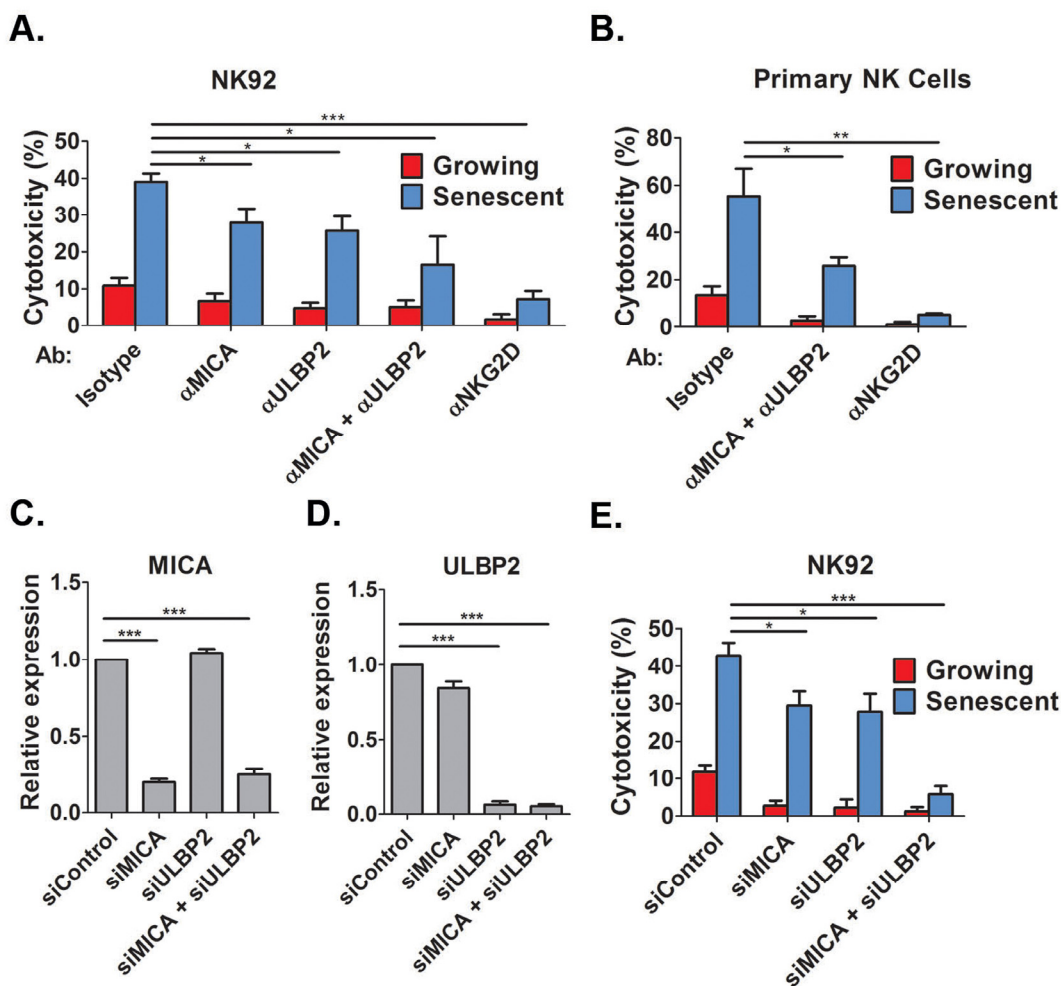 A.
NK92
***
*
*
*
Cytotoxicity (%)
50
40
30
20
10
0
Growing
Senescent
Ab:
Isotype
αMICA
αULBP2
αMICA + αULBP2
αNKG2D
B.
Primary NK Cells
**
*
Cytotoxicity (%)
80
60
40
20
0
Growing
Senescent
Ab:
Isotype
αMICA + αULBP2
αNKG2D
C.
MICA
***
***
Relative expression
1.5
1.0
0.5
0.0
siControl
siMICA
siULBP2
siMICA + siULBP2
D.
ULBP2
***
***
Relative expression
1.5
1.0
0.5
0.0
siControl
siMICA
siULBP2
siMICA + siULBP2
E.
NK92
***
*
*
Cytotoxicity (%)
50
40
30
20
10
0
Growing
Senescent
siControl
siMICA
siULBP2
siMICA + siULBP2